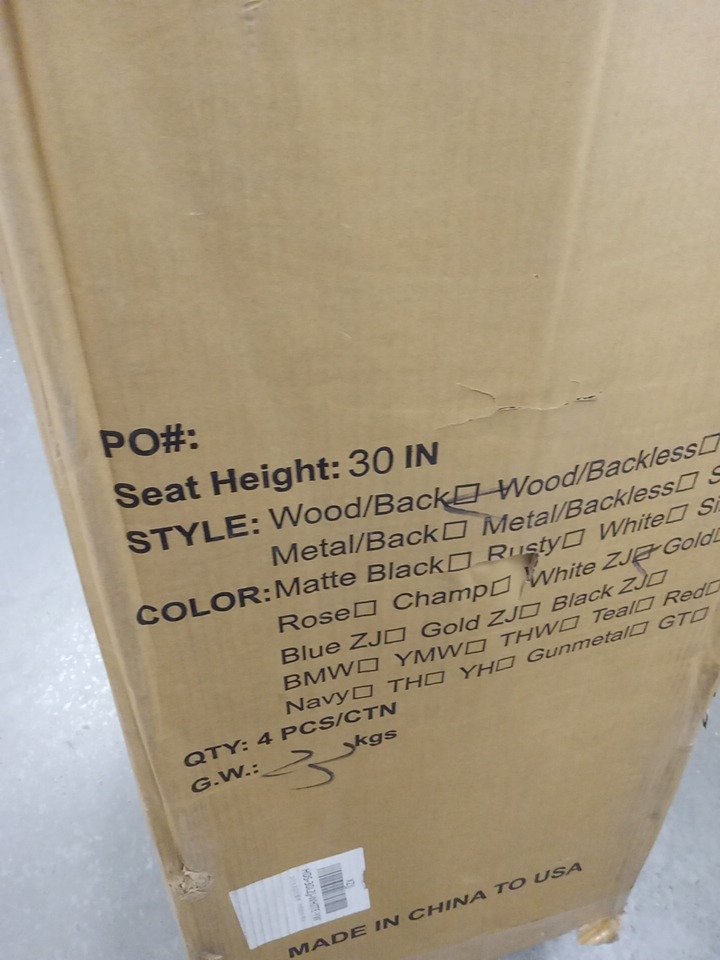 PO#:
Seat Height: 30 IN
STYLE: Wood/Back□ Wood/Backless□
Metal/Back□ Metal/Backless□ S
COLOR: Matte Black□ Rusty□ White□ Sil
Rose□ Champ□ White ZJ□ Gold□
Blue ZJ□ Gold ZJ□ Black ZJ□
BMW□ YMW□ THW□ Teal□ Red□
Navy□ TH□ YH□ Gunmetal□ GT□
QTY: 4 PCS/CTN
G.W.: kgs
MADE IN CHINA TO USA